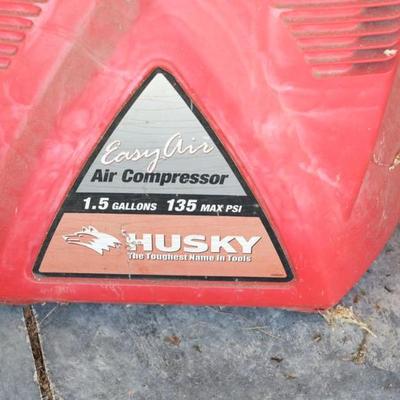 Easy Air
Air Compressor
1.5 GALLONS 135 MAX PSI
HUSKY
The Toughest Name In Tools